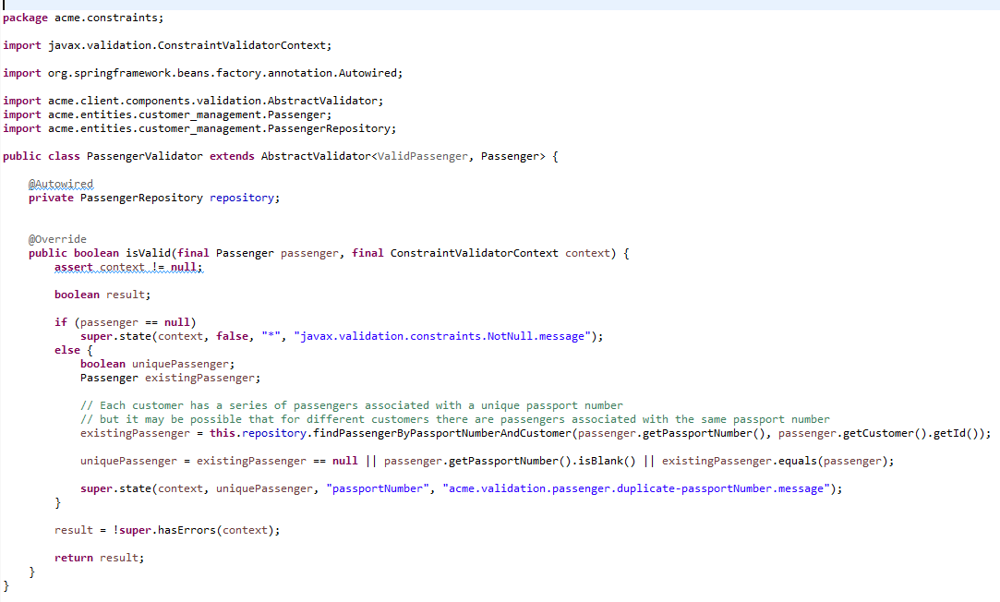 package acme.constraints;
import javax.validation.ConstraintValidatorContext;
import org.springframework.beans.factory.annotation.Autowired;
import acme.client.components.validation.AbstractValidator;
import acme.entities.customer_management.Passenger;
import acme.entities.customer_management.PassengerRepository;
public class PassengerValidator extends AbstractValidator<ValidPassenger, Passenger> {
@Autowired
private PassengerRepository repository;
@Override
public boolean isValid(final Passenger passenger, final ConstraintValidatorContext context) {
assert context != null;
boolean result;
if (passenger == null)
super.state(context, false, "*", "javax.validation.constraints.NotNull.message");
else {
boolean uniquePassenger;
Passenger existingPassenger;
// Each customer has a series of passengers associated with a unique passport number
// but it may be possible that for different customers there are passengers associated with the same passport number
existingPassenger = this.repository.findPassengerByPassportNumberAndCustomer(passenger.getPassportNumber(), passenger.getCustomer().getId());
uniquePassenger = existingPassenger == null || passenger.getPassportNumber().isBlank() || existingPassenger.equals(passenger);
super.state(context, uniquePassenger, "passportNumber", "acme.validation.passenger.duplicate-passportNumber.message");
}
result = !super.hasErrors(context);
return result;
}
}